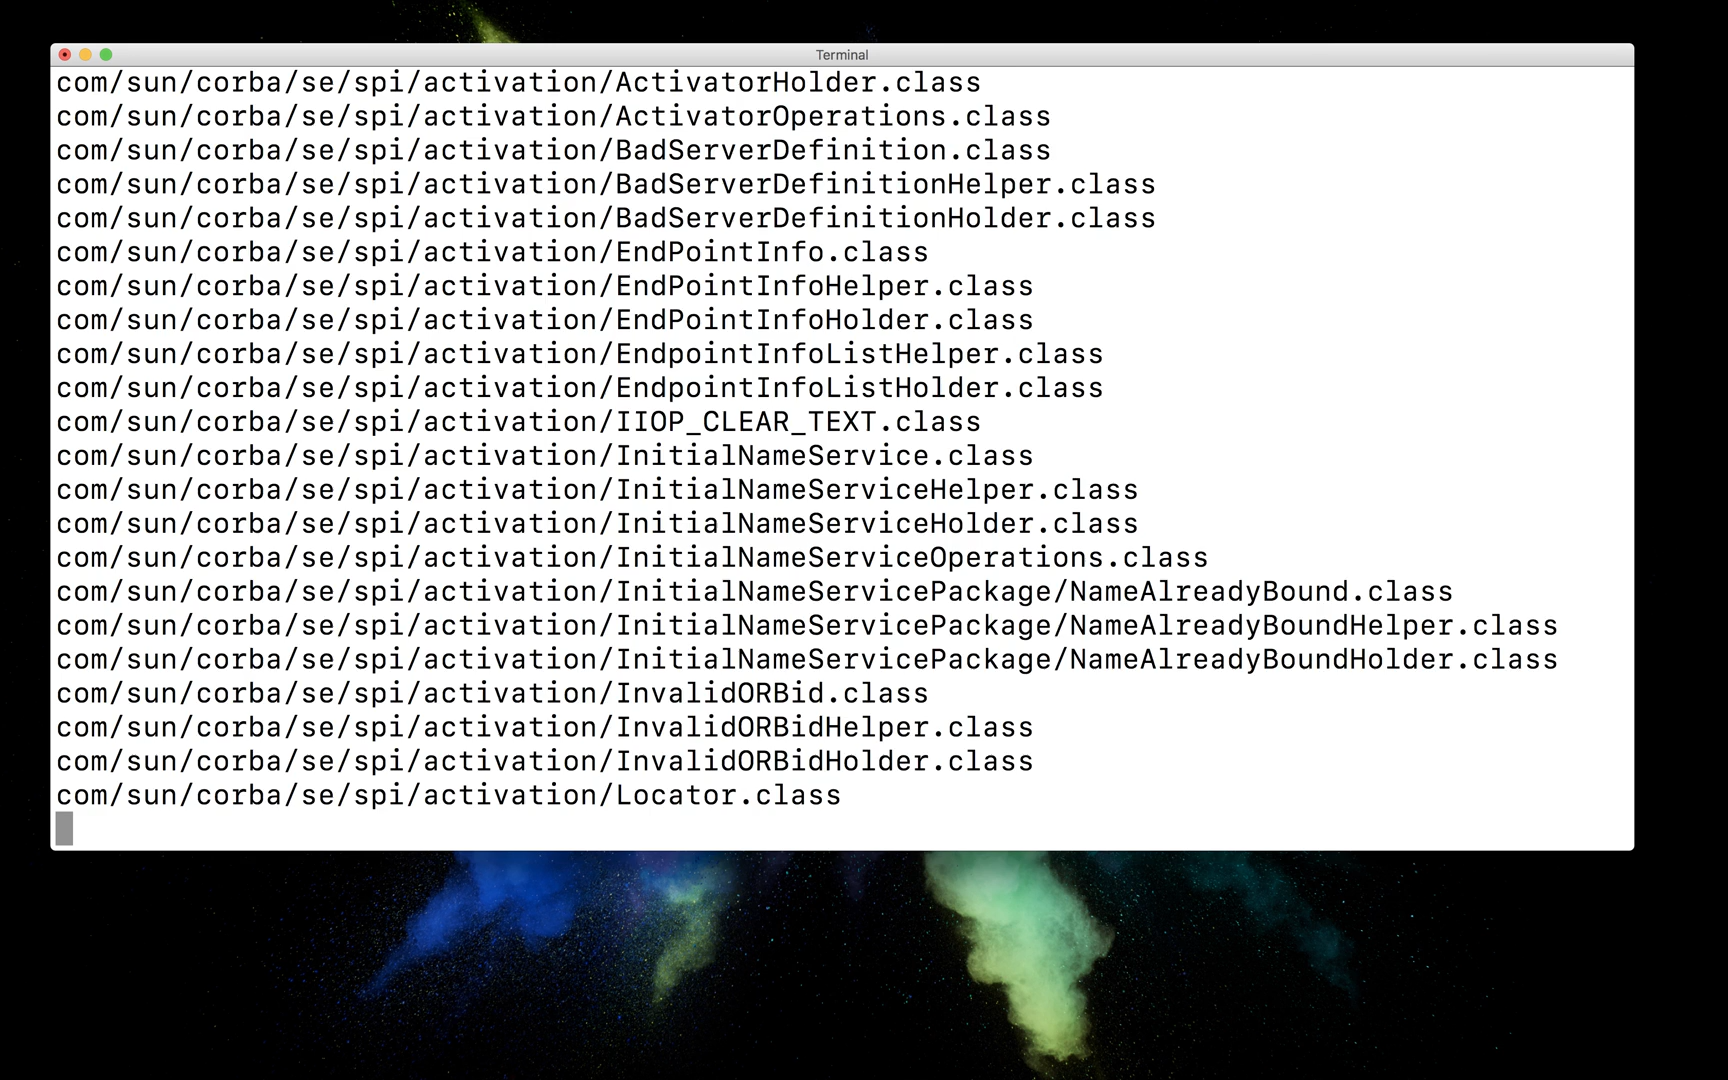 Terminal
com/sun/corba/se/spi/activation/ActivatorHolder.class
com/sun/corba/se/spi/activation/ActivatorOperations.class
com/sun/corba/se/spi/activation/BadServerDefinition.class
com/sun/corba/se/spi/activation/BadServerDefinitionHelper.class
com/sun/corba/se/spi/activation/BadServerDefinitionHolder.class
com/sun/corba/se/spi/activation/EndPointInfo.class
com/sun/corba/se/spi/activation/EndPointInfoHelper.class
com/sun/corba/se/spi/activation/EndPointInfoHolder.class
com/sun/corba/se/spi/activation/EndpointInfoListHelper.class
com/sun/corba/se/spi/activation/EndpointInfoListHolder.class
com/sun/corba/se/spi/activation/IIOP_CLEAR_TEXT.class
com/sun/corba/se/spi/activation/InitialNameService.class
com/sun/corba/se/spi/activation/InitialNameServiceHelper.class
com/sun/corba/se/spi/activation/InitialNameServiceHolder.class
com/sun/corba/se/spi/activation/InitialNameServiceOperations.class
com/sun/corba/se/spi/activation/InitialNameServicePackage/NameAlreadyBound.class
com/sun/corba/se/spi/activation/InitialNameServicePackage/NameAlreadyBoundHelper.class
com/sun/corba/se/spi/activation/InitialNameServicePackage/NameAlreadyBoundHolder.class
com/sun/corba/se/spi/activation/InvalidORBid.class
com/sun/corba/se/spi/activation/InvalidORBidHelper.class
com/sun/corba/se/spi/activation/InvalidORBidHolder.class
com/sun/corba/se/spi/activation/Locator.class